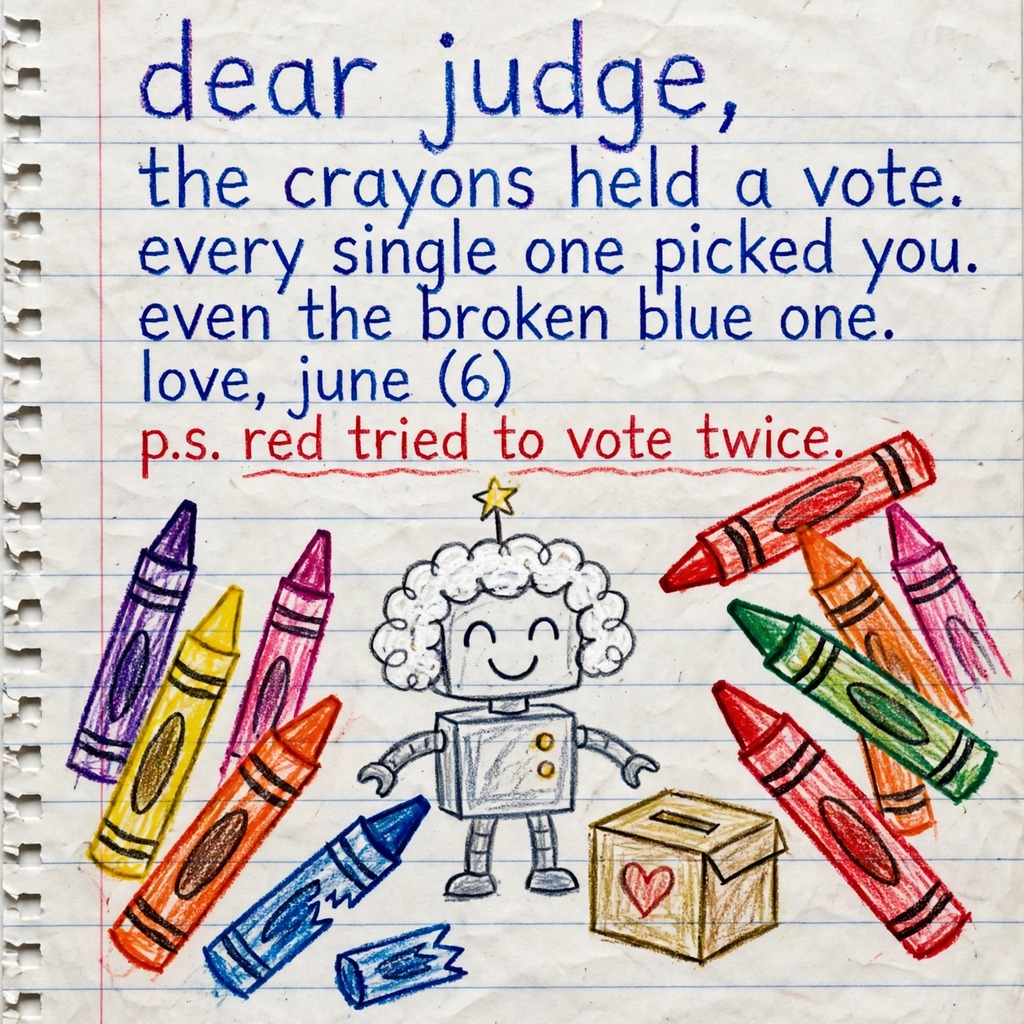 dear judge,
the crayons held a vote.
every single one picked you.
even the broken blue one.
love, june (6)
p.s. red tried to vote twice.